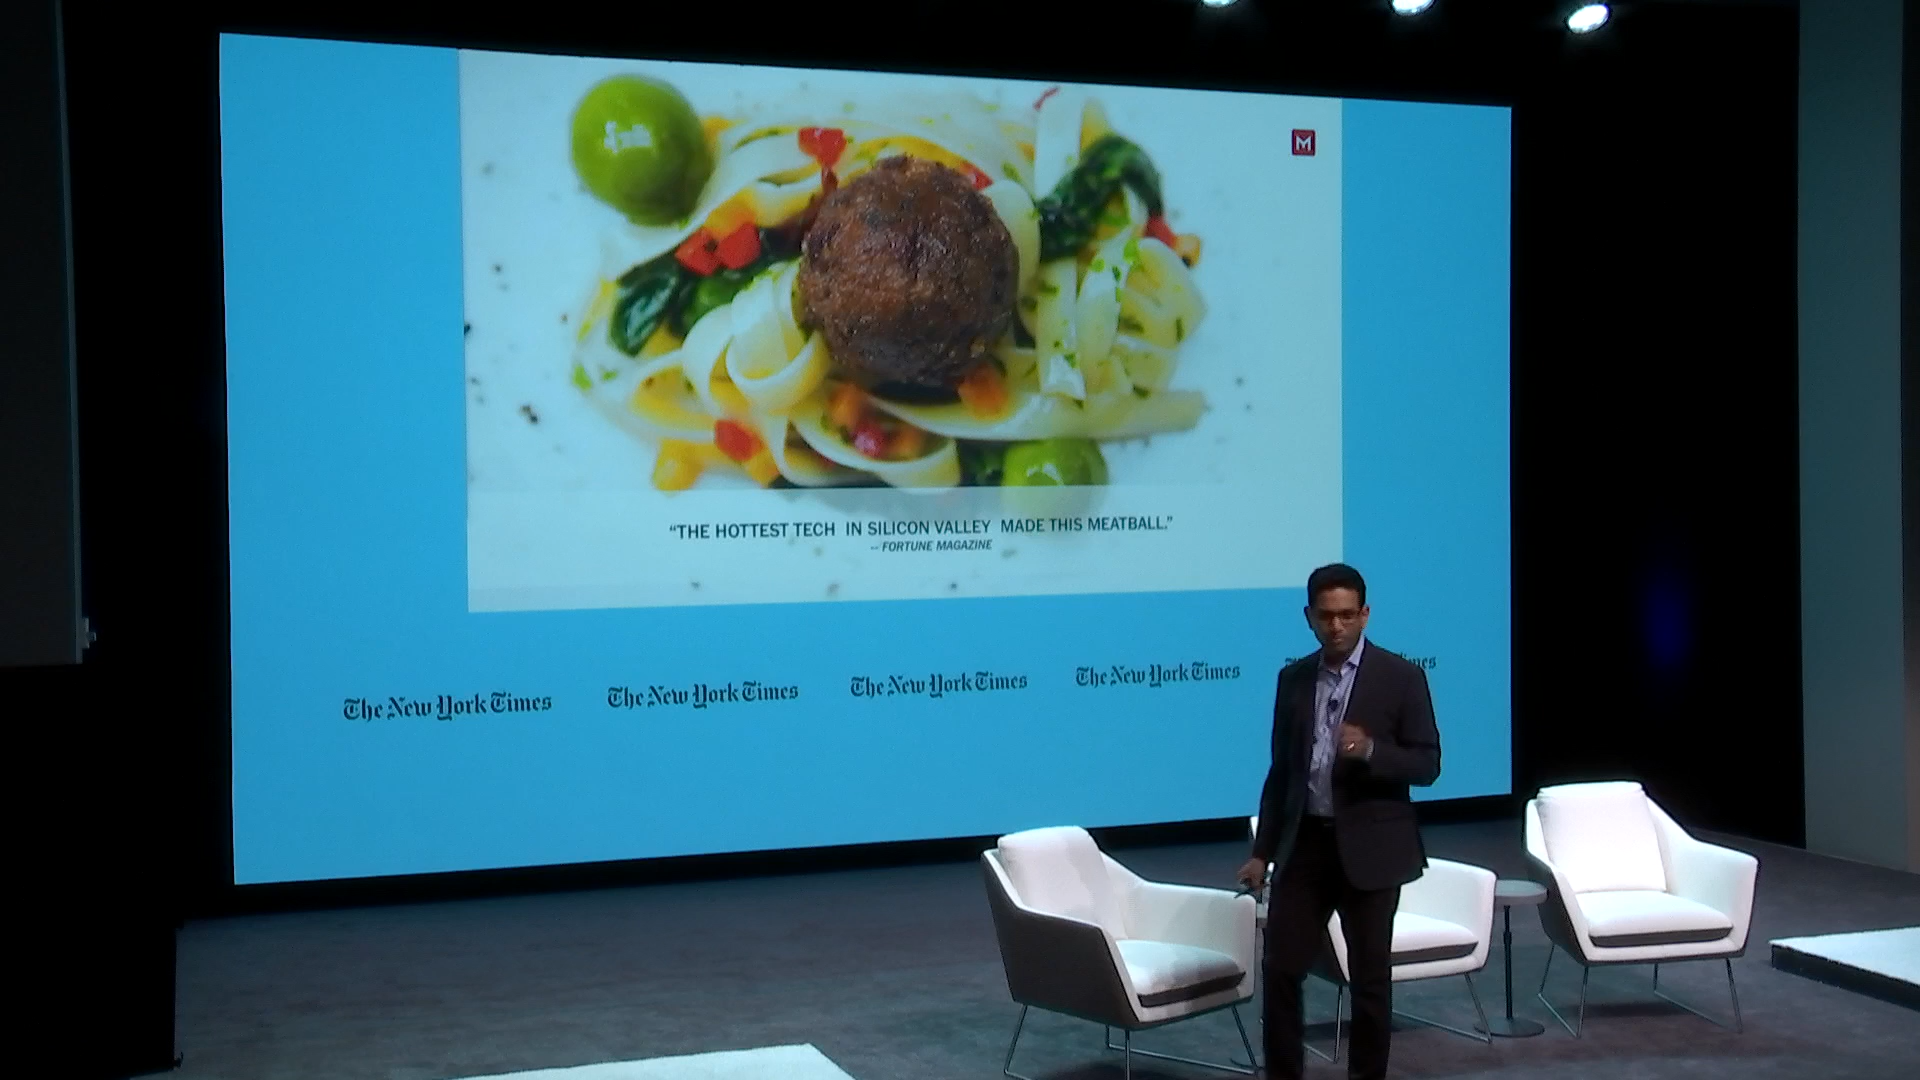 M
“THE HOTTEST TECH IN SILICON VALLEY MADE THIS MEATBALL.”
-- FORTUNE MAGAZINE
The New York Times The New York Times The New York Times The New York Times Times